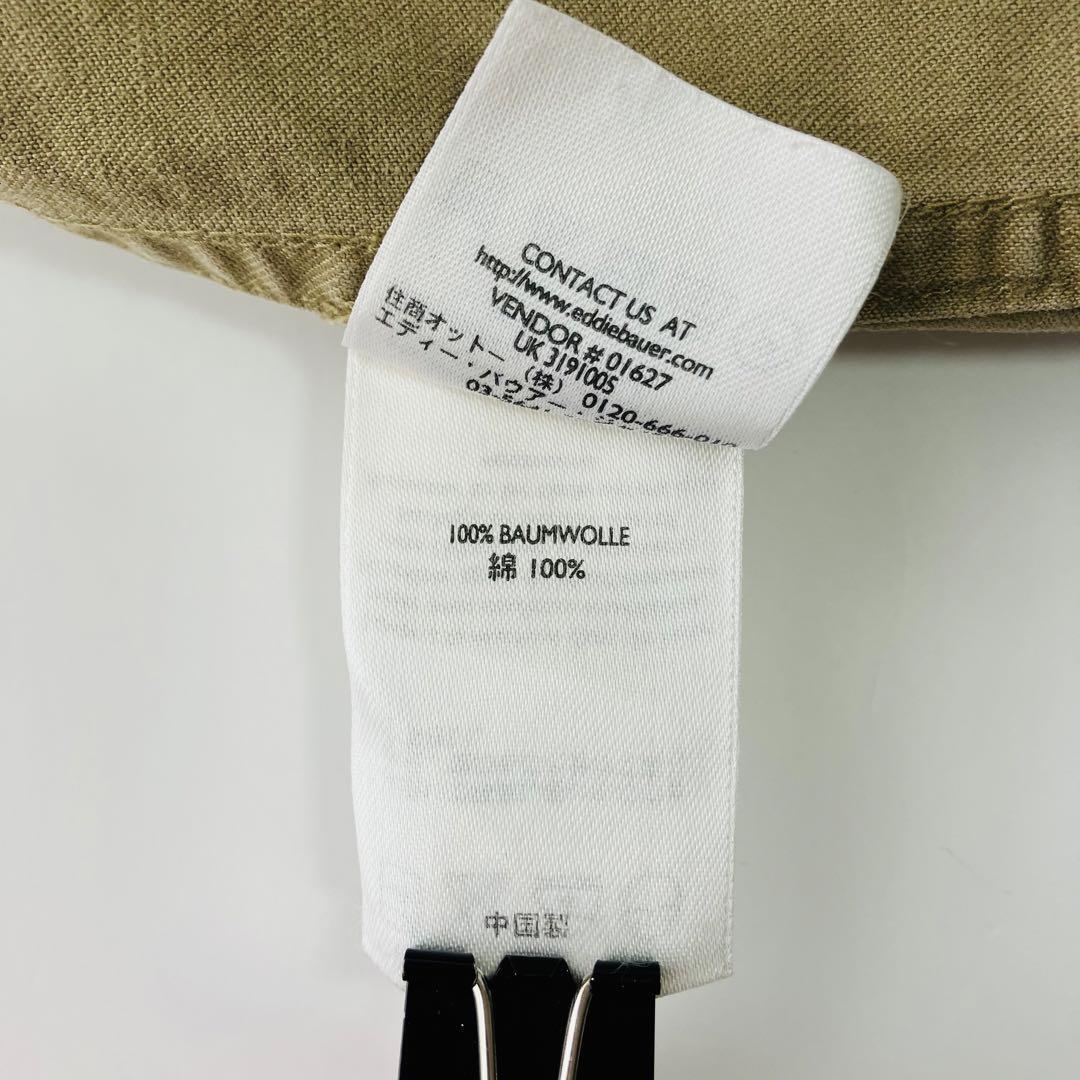 CONTACT US AT
http://www.eddiebauer.com
VENDOR # 01627
UK 3191005
住商オットー (株) 0120-666-010
エディー・バウアー
100% BAUMWOLLE
綿 100%
中国製